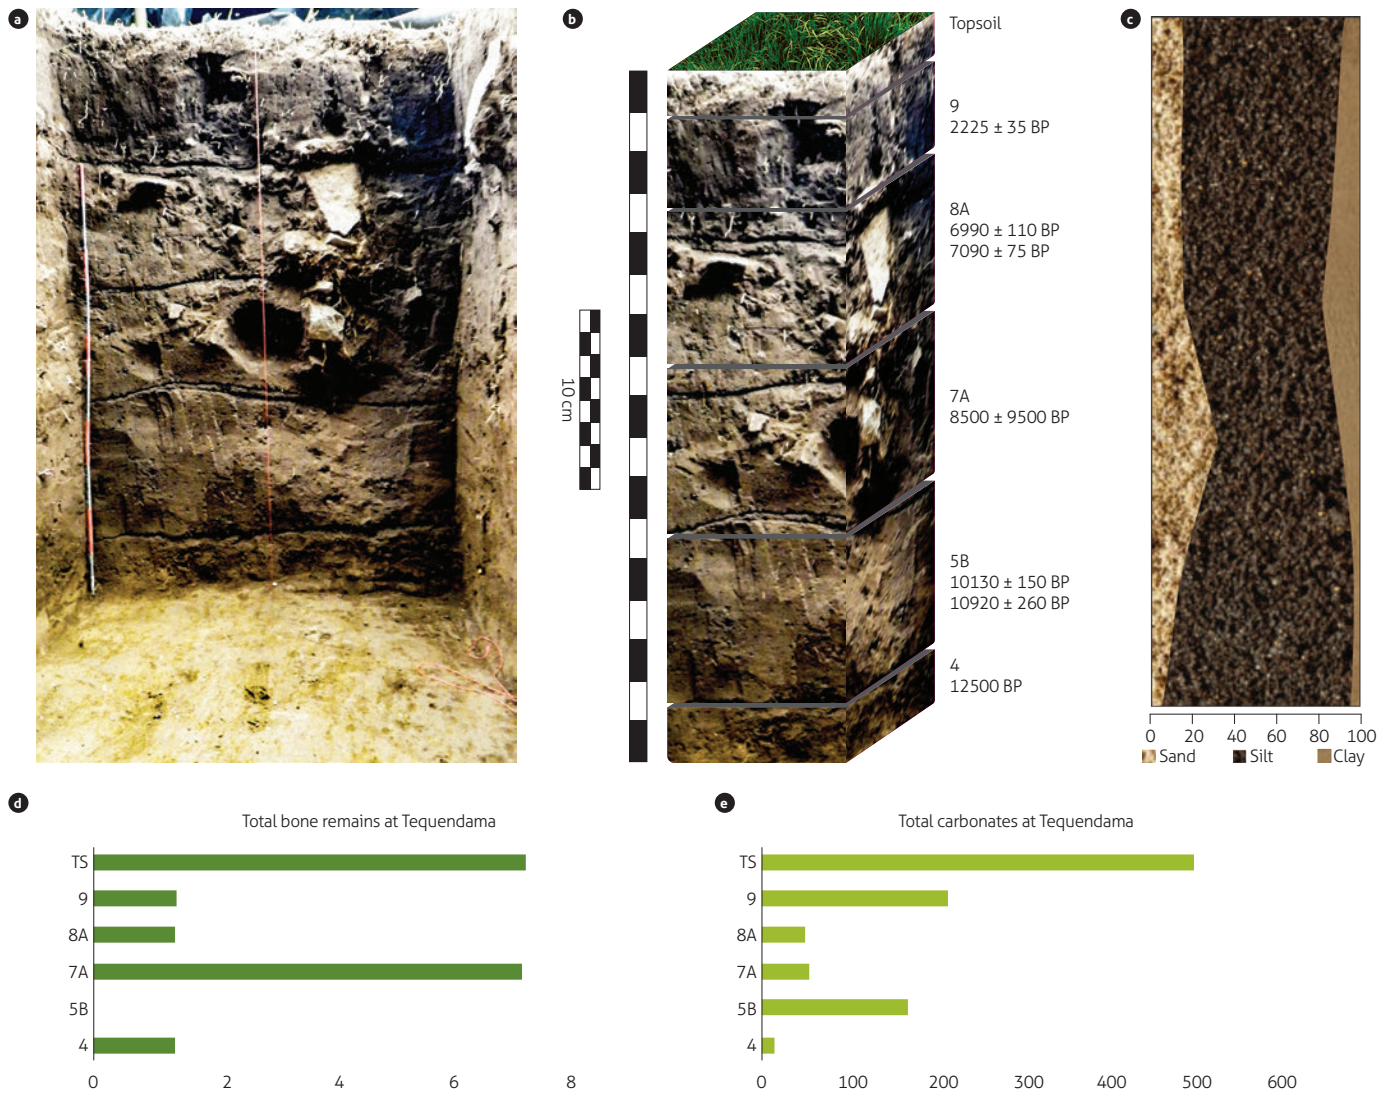 a
b
c
Topsoil
9
2225 ± 35 BP
8A
6990 ± 110 BP
7090 ± 75 BP
10 cm
7A
8500 ± 9500 BP
5B
10130 ± 150 BP
10920 ± 260 BP
4
12500 BP
0 20 40 60 80 100
Sand Silt Clay
d
Total bone remains at Tequendama
TS
9
8A
7A
5B
4
0 2 4 6 8
e
Total carbonates at Tequendama
TS
9
8A
7A
5B
4
0 100 200 300 400 500 600